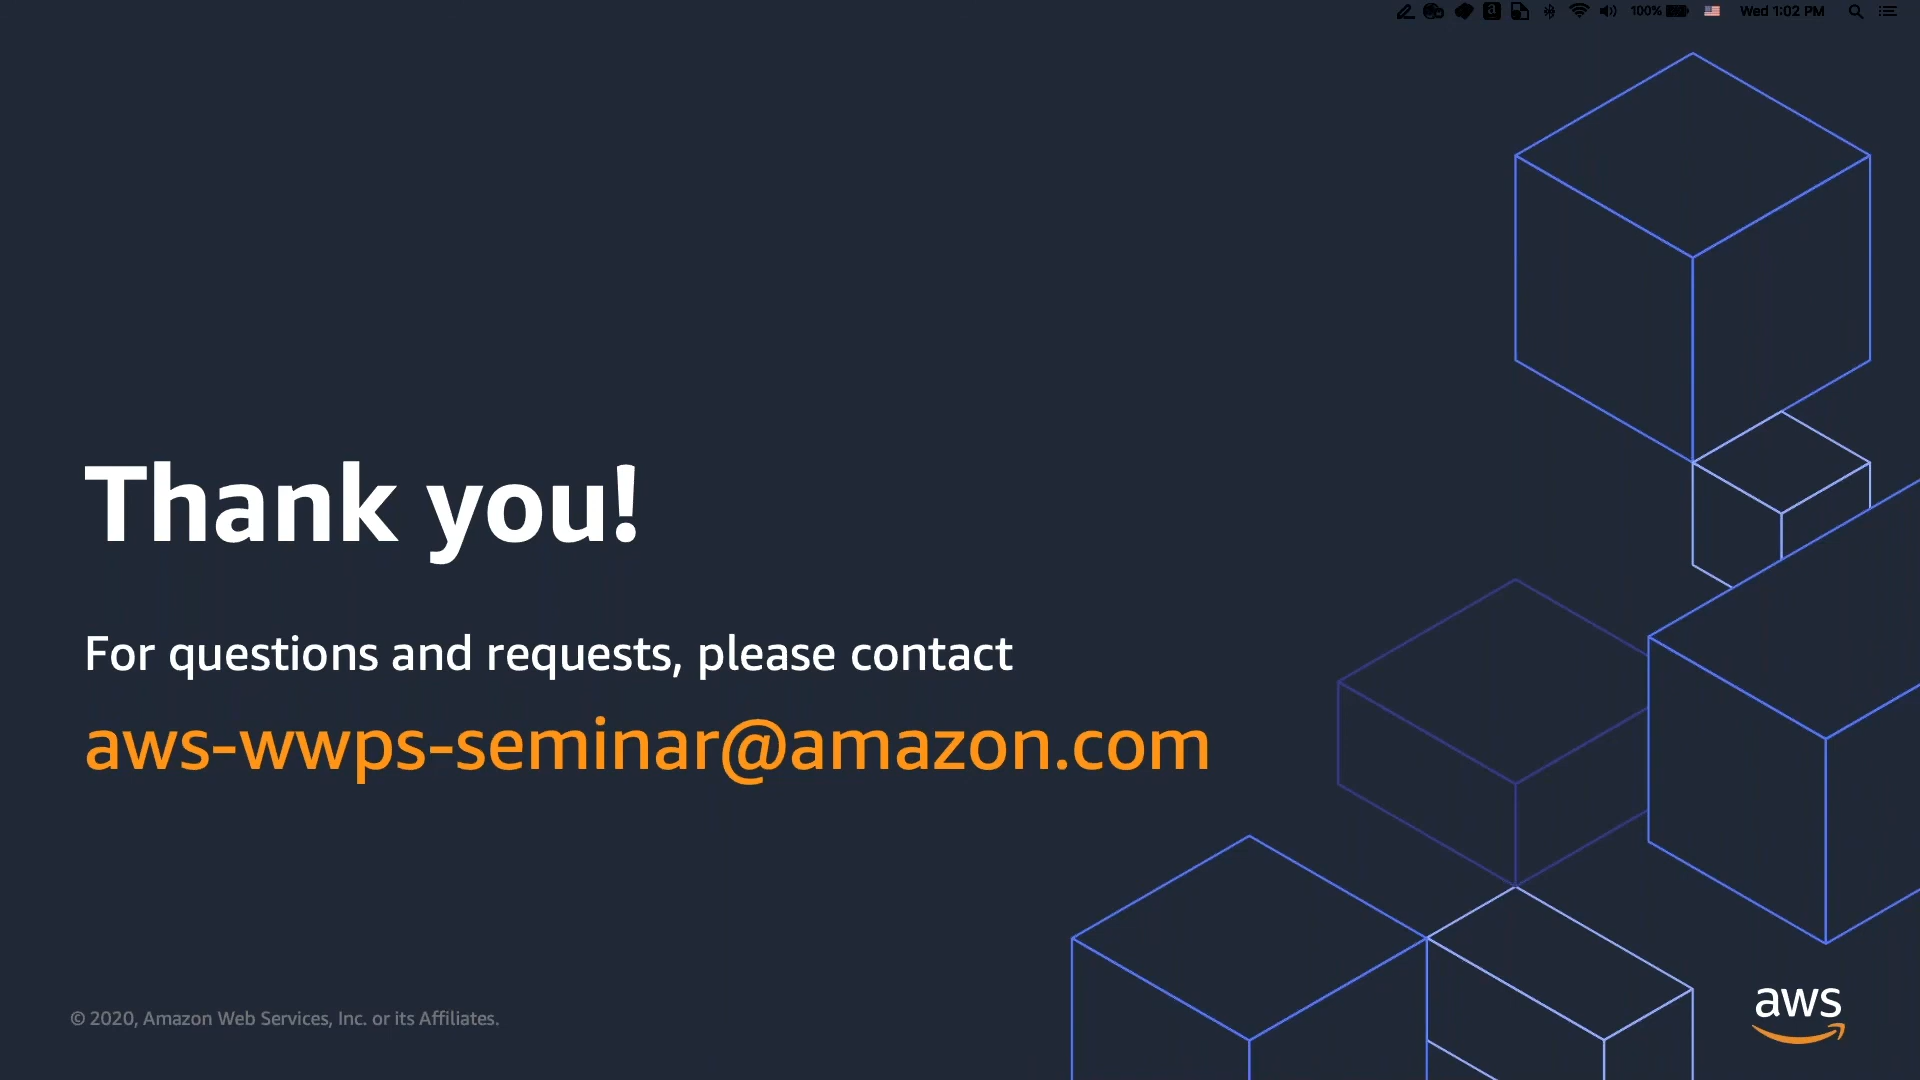 100% Wed 1:02 PM
Thank you!
For questions and requests, please contact
aws-wwps-seminar@amazon.com
© 2020, Amazon Web Services, Inc. or its Affiliates.
aws